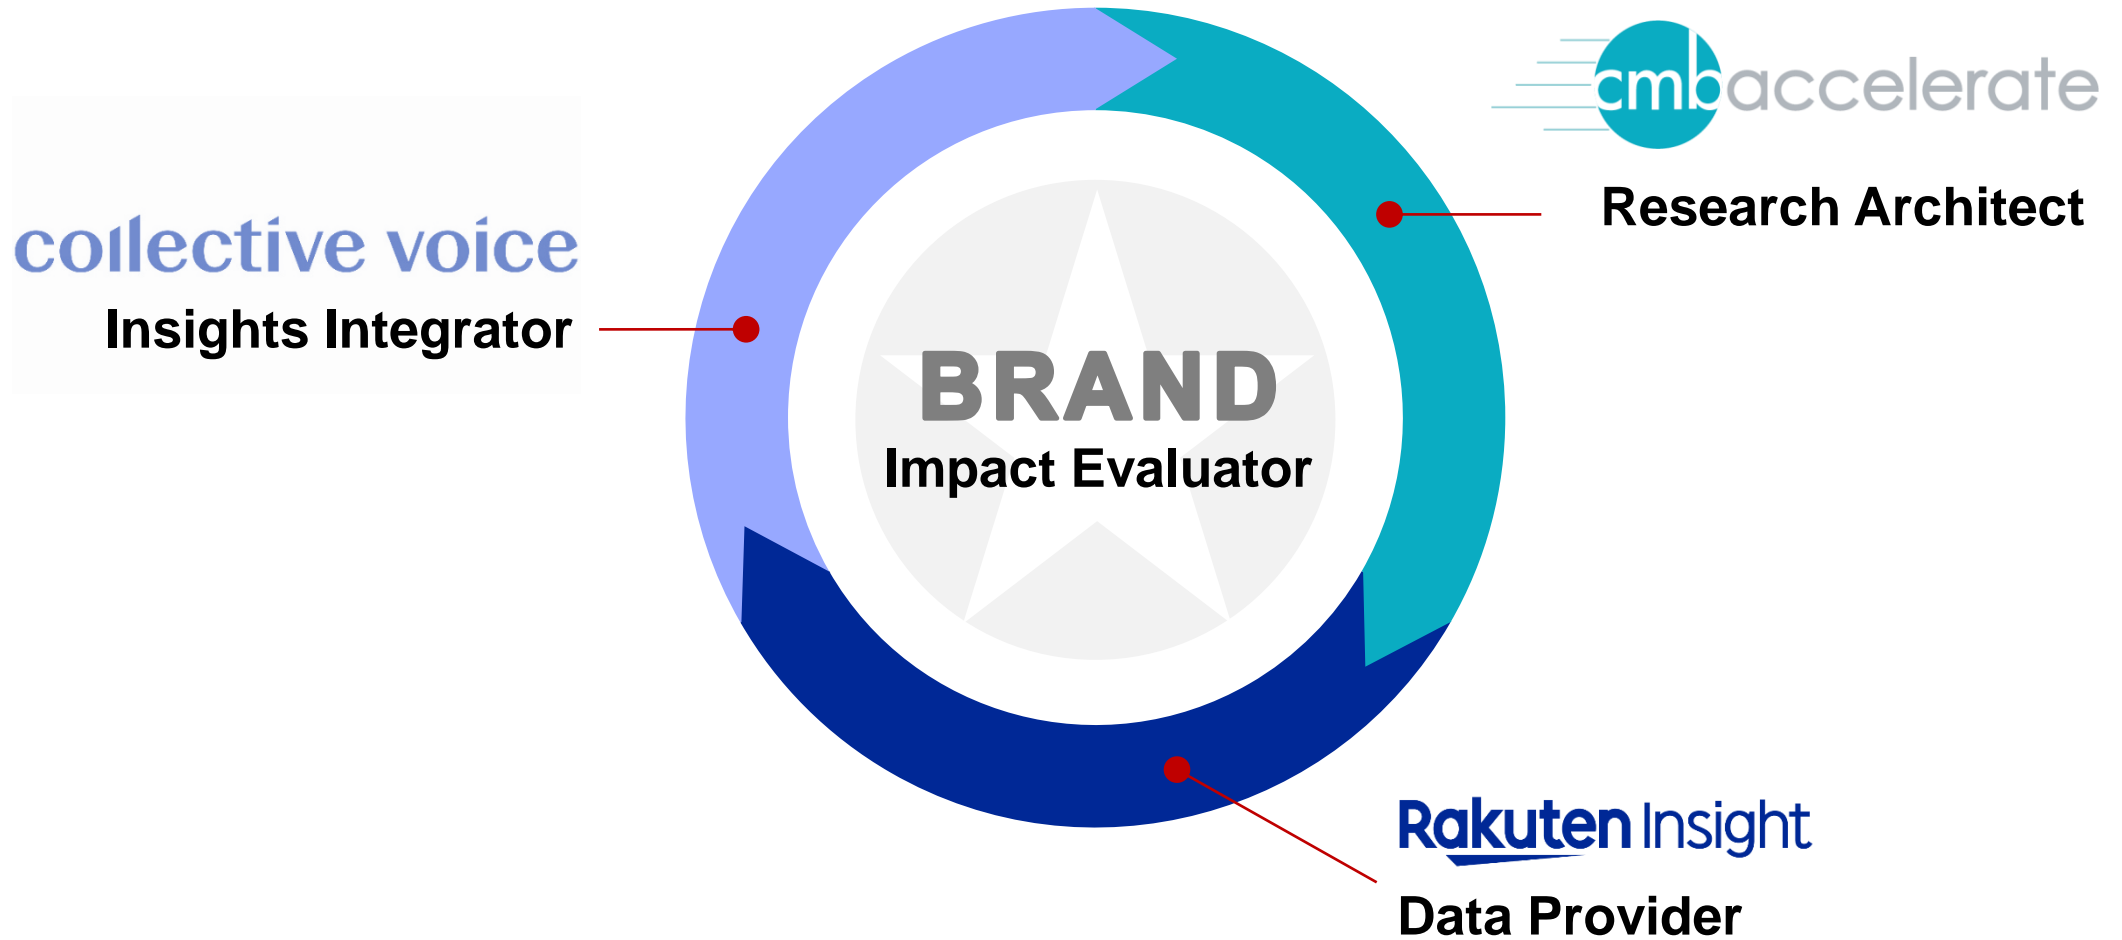 cmbaccelerate
Research Architect
collective voice
Insights Integrator
BRAND
Impact Evaluator
Rakuten Insight
Data Provider